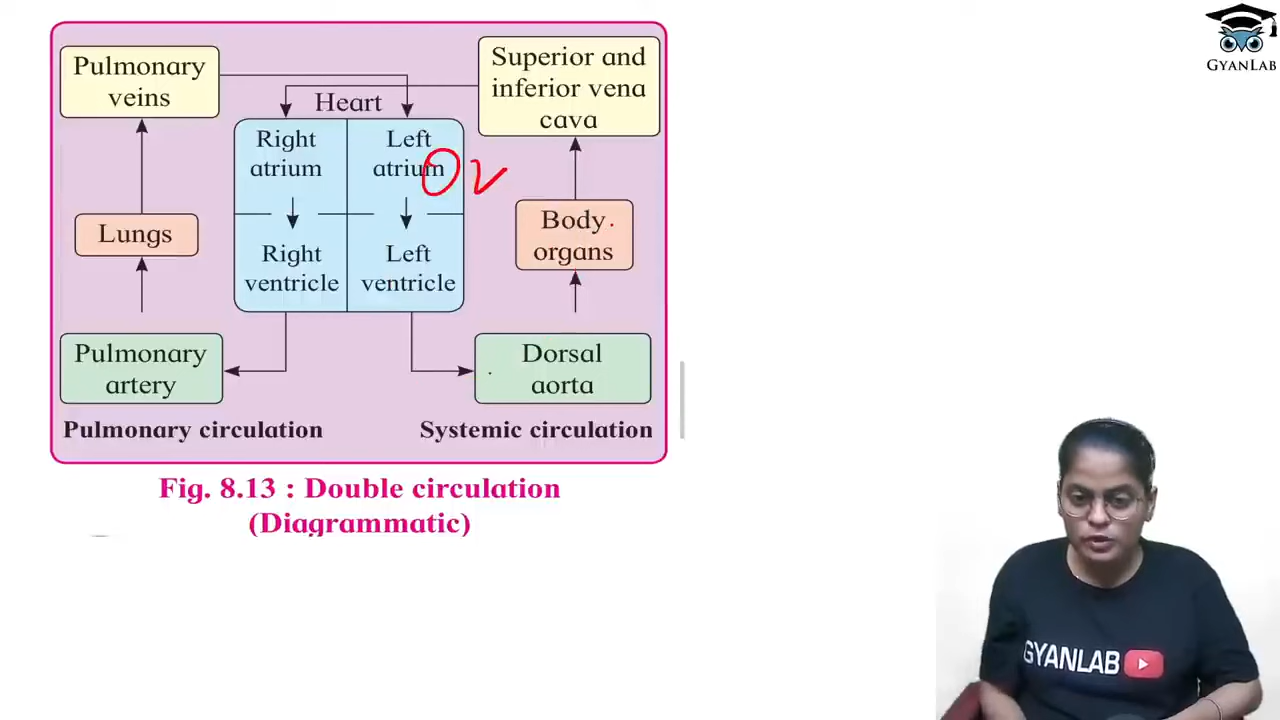 GYANLAB
Pulmonary
veins
Superior and
inferior vena
cava
Heart
Right
atrium
Left
atrium
Lungs
Body
organs
Right
ventricle
Left
ventricle
Pulmonary
artery
Dorsal
aorta
Pulmonary circulation
Systemic circulation
Fig. 8.13 : Double circulation
(Diagrammatic)
GYANLAB